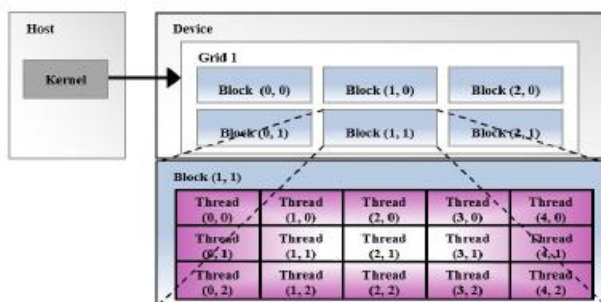 Host
Device
Grid 1
Kernel
Block (0, 0)
Block (1, 0)
Block (2, 0)
Block (0, 1)
Block (1, 1)
Block (2, 1)
Block (1, 1)
Thread
(0, 0)
Thread
(1, 0)
Thread
(2, 0)
Thread
(3, 0)
Thread
(4, 0)
Thread
(0, 1)
Thread
(1, 1)
Thread
(2, 1)
Thread
(3, 1)
Thread
(4, 1)
Thread
(0, 2)
Thread
(1, 2)
Thread
(2, 2)
Thread
(3, 2)
Thread
(4, 2)